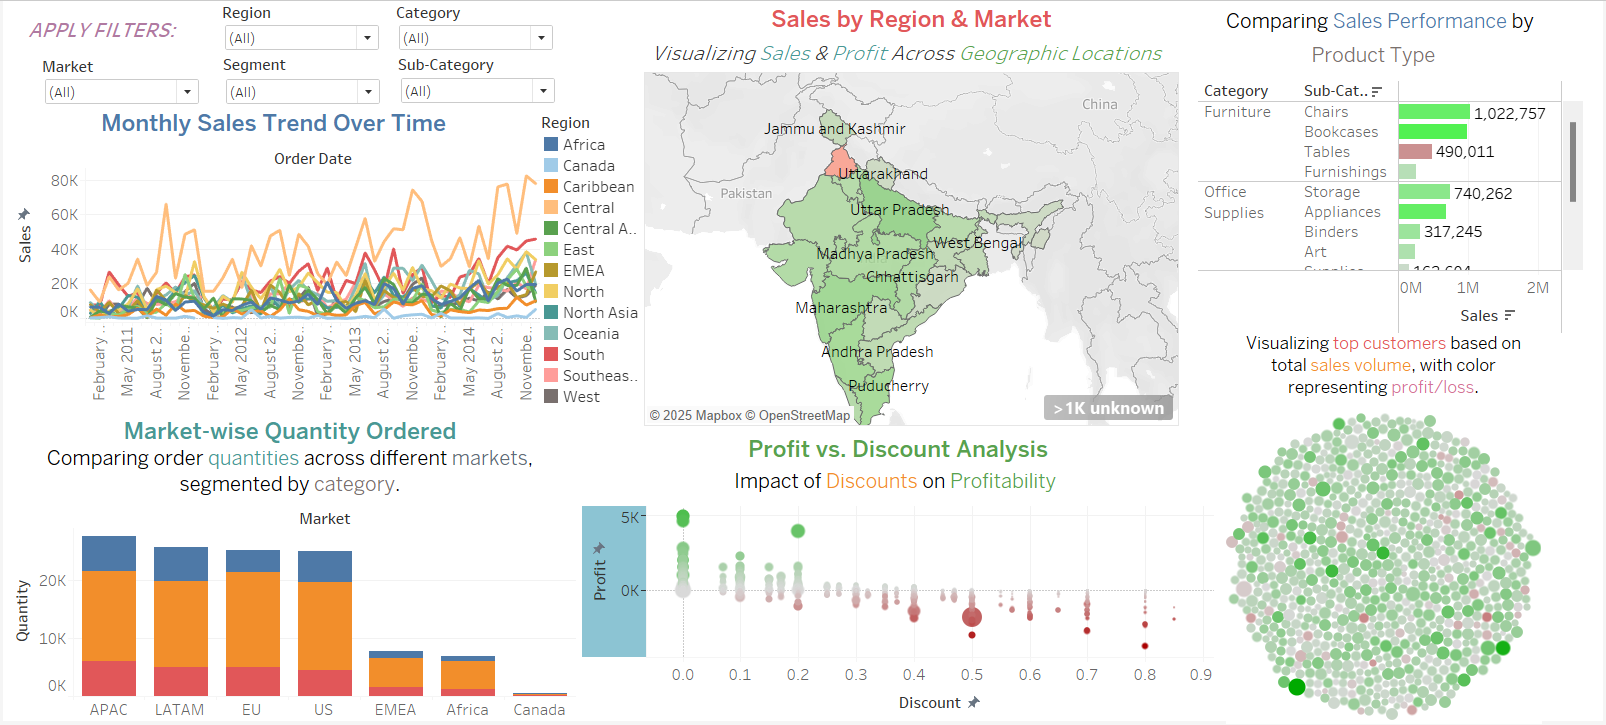 APPLY FILTERS:
Region
(All)
Category
(All)
Market
(All)
Segment
(All)
Sub-Category
(All)
Monthly Sales Trend Over Time
Order Date
Sales
80K
60K
40K
20K
0K
February ..
May 2011
August 2..
Novembe..
May 2012
August 2..
Novembe..
February ..
May 2013
August 2..
Novembe..
February ..
May 2014
August 2..
Novembe..
Region
Africa
Canada
Caribbean
Central
Central A..
East
EMEA
North
North Asia
Oceania
South
Southeas..
West
Market-wise Quantity Ordered
Comparing order quantities across different markets,
segmented by category.
Market
Quantity
20K
10K
0K
APAC
LATAM
EU
US
EMEA
Africa
Canada
Sales by Region & Market
Visualizing Sales & Profit Across Geographic Locations
China
Jammu and Kashmir
Uttarakhand
Pakistan
Uttar Pradesh
West Bengal
Madhya Pradesh
Chhattisgarh
Maharashtra
Andhra Pradesh
Puducherry
© 2025 Mapbox © OpenStreetMap
>1K unknown
Profit vs. Discount Analysis
Impact of Discounts on Profitability
Profit
5K
0K
0.0
0.1
0.2
0.3
0.4
0.5
0.6
0.7
0.8
0.9
Discount
Comparing Sales Performance by
Product Type
Category
Sub-Cat..
Furniture
Chairs
1,022,757
Bookcases
Tables
490,011
Furnishings
Office
Supplies
Storage
740,262
Appliances
Binders
317,245
Art
0M
1M
2M
Sales
Visualizing top customers based on
total sales volume, with color
representing profit/loss.